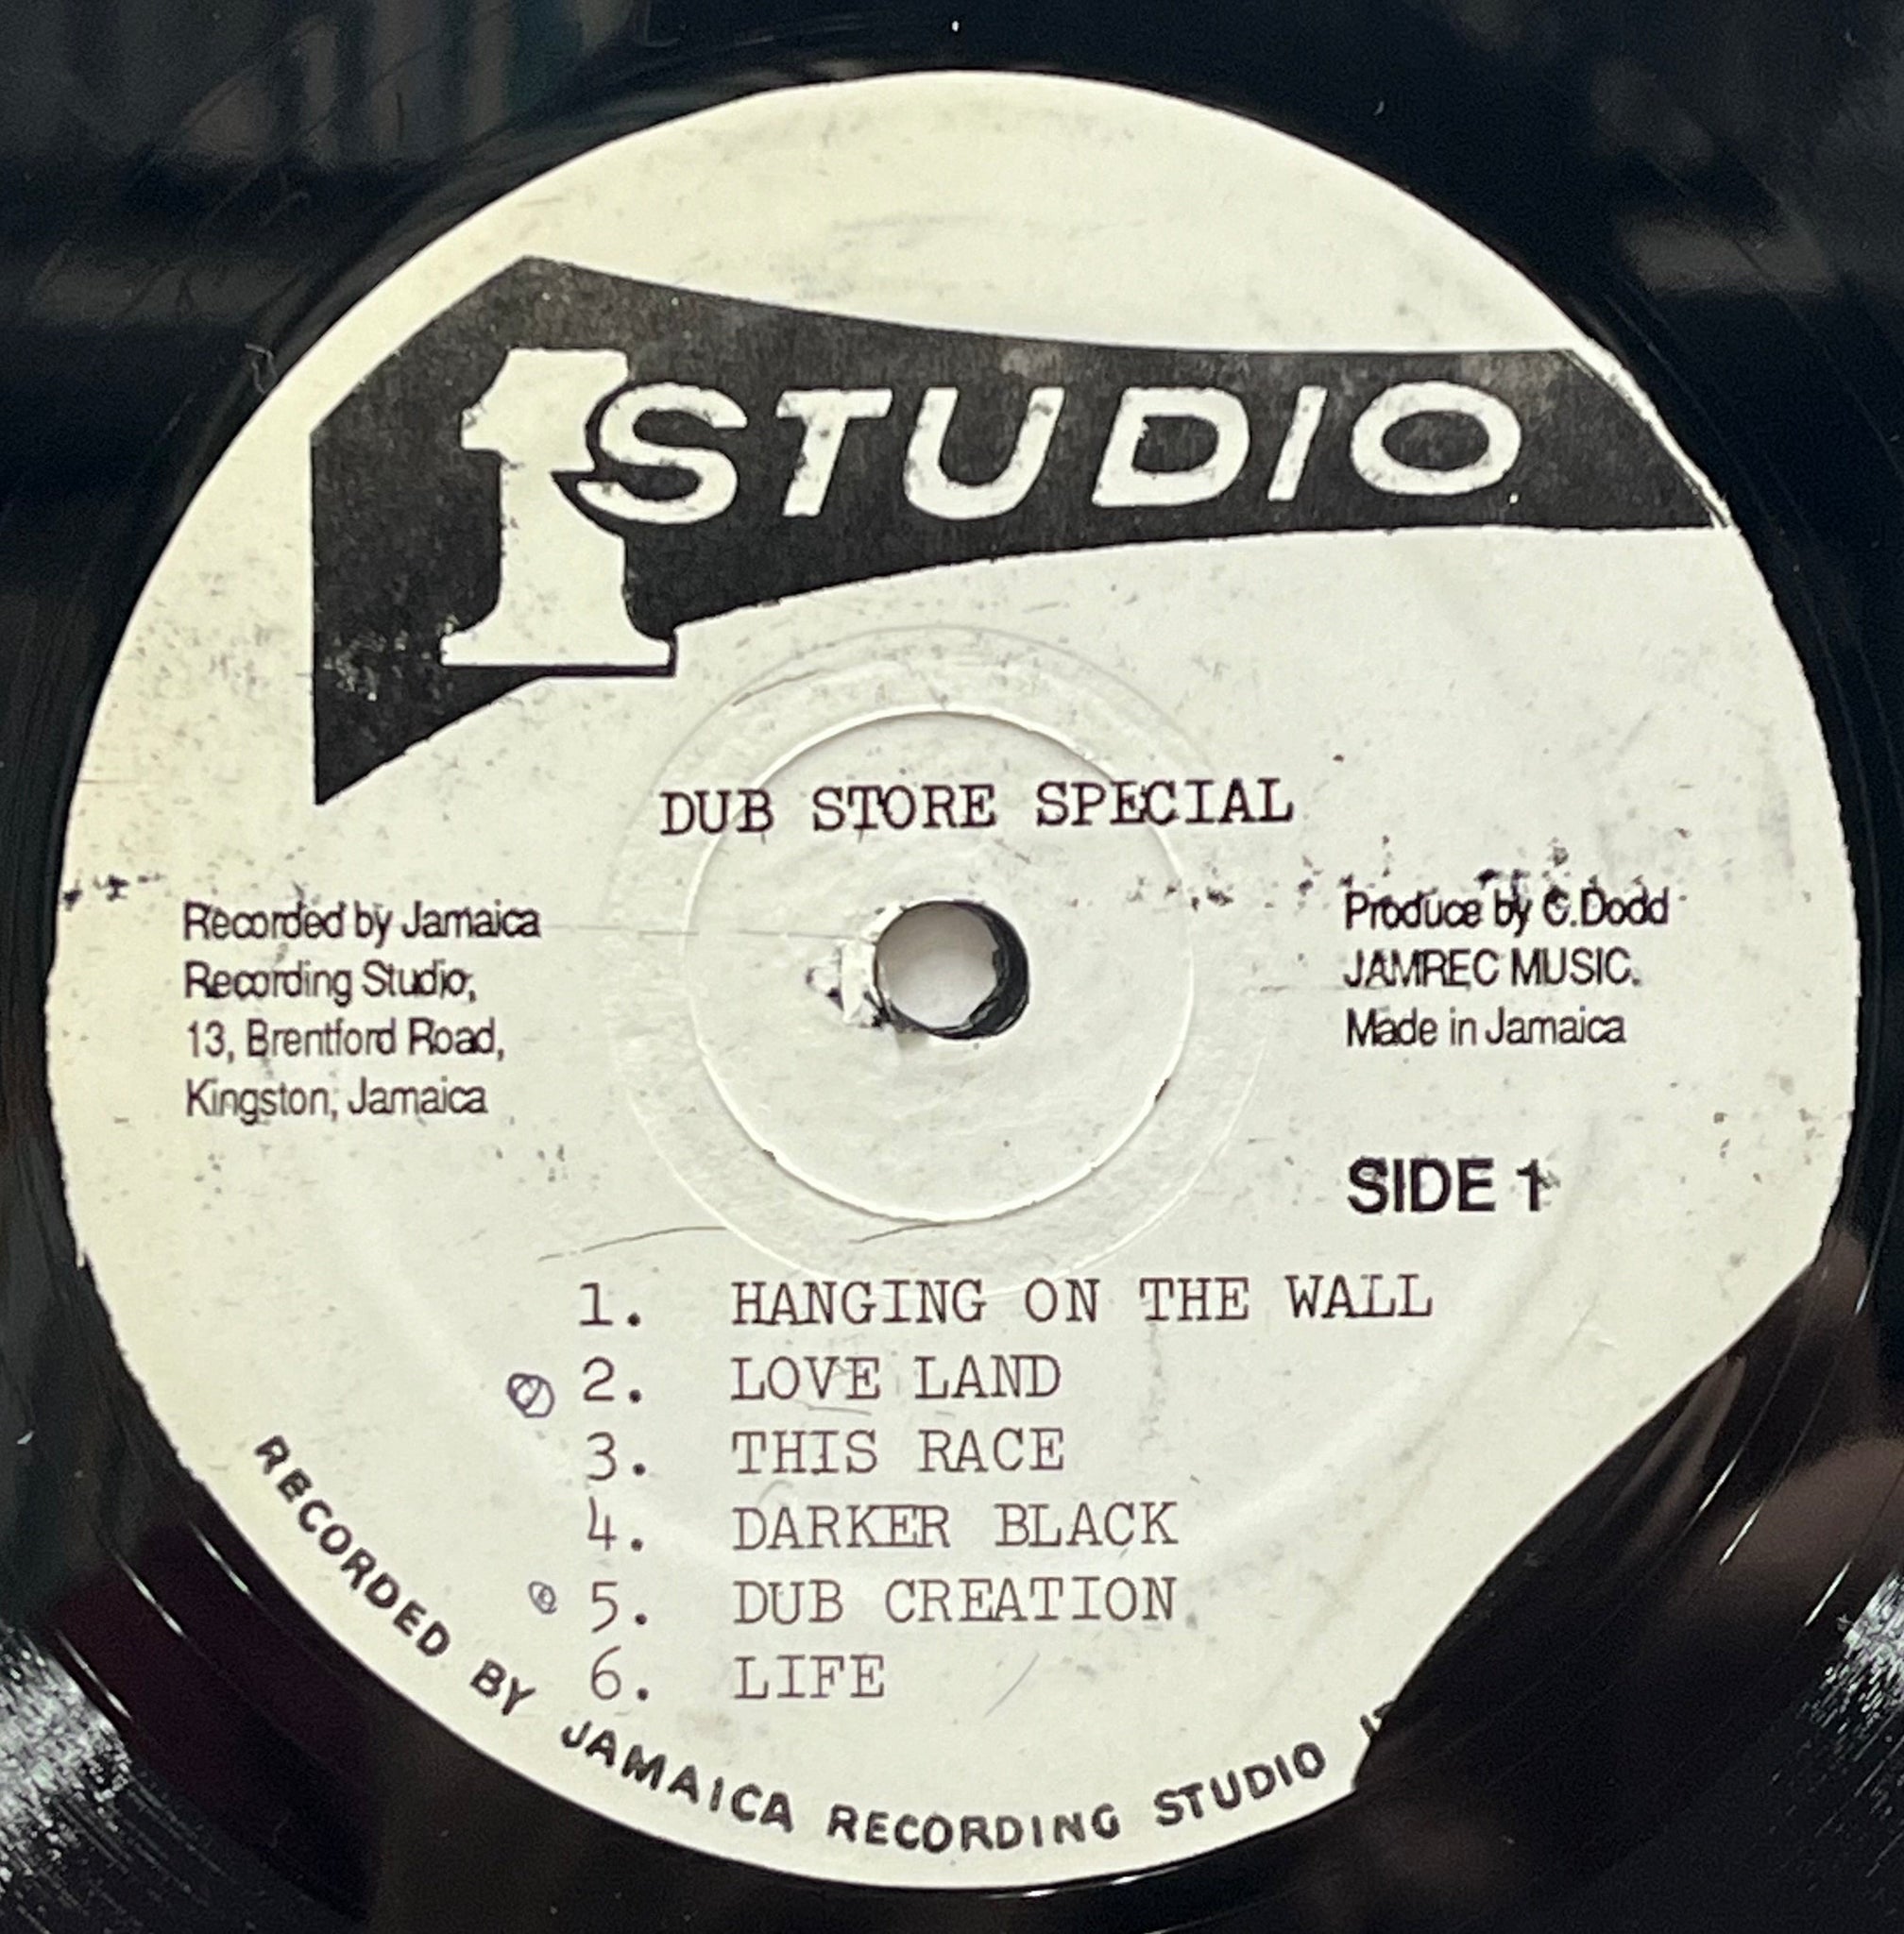 1 STUDIO
DUB STORE SPECIAL
Recorded by Jamaica
Recording Studio,
13, Brentford Road,
Kingston, Jamaica
Produce by C.Dodd
JAMREC MUSIC.
Made in Jamaica
SIDE 1
1. HANGING ON THE WALL
2. LOVE LAND
3. THIS RACE
4. DARKER BLACK
5. DUB CREATION
6. LIFE
RECORDED BY JAMAICA RECORDING STUDIO